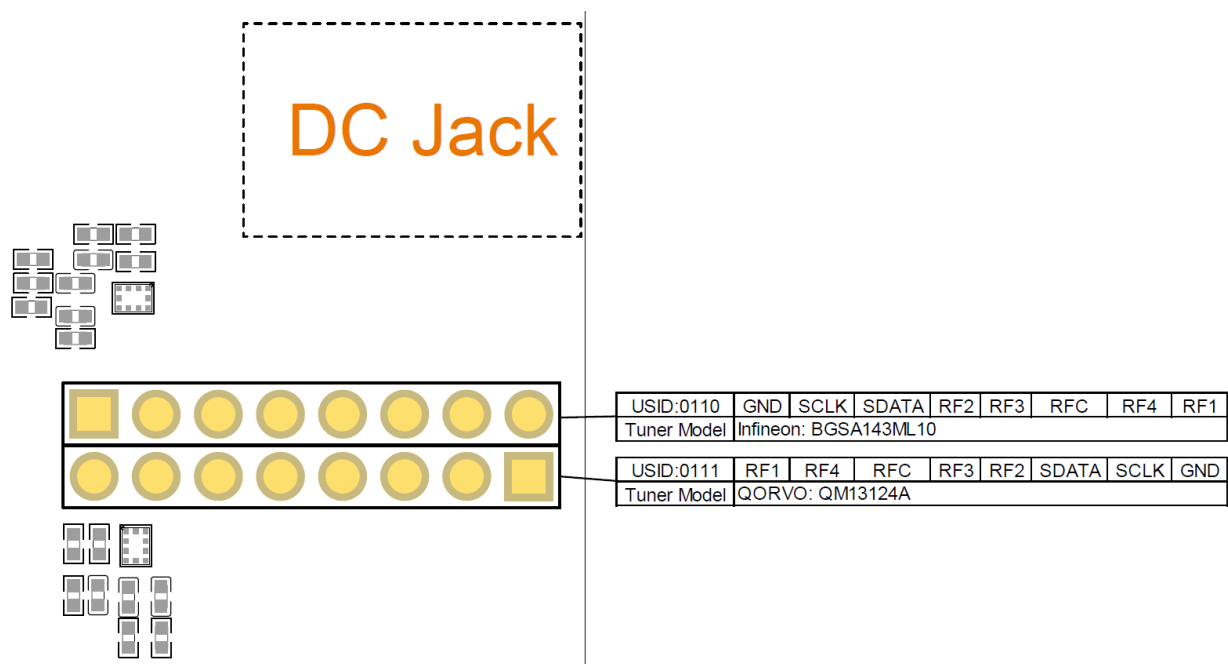 DC Jack
USID:0110 GND SCLK SDATA RF2 RF3 RFC RF4 RF1
Tuner Model Infineon: BGSA143ML10
USID:0111 RF1 RF4 RFC RF3 RF2 SDATA SCLK GND
Tuner Model QORVO: QM13124A